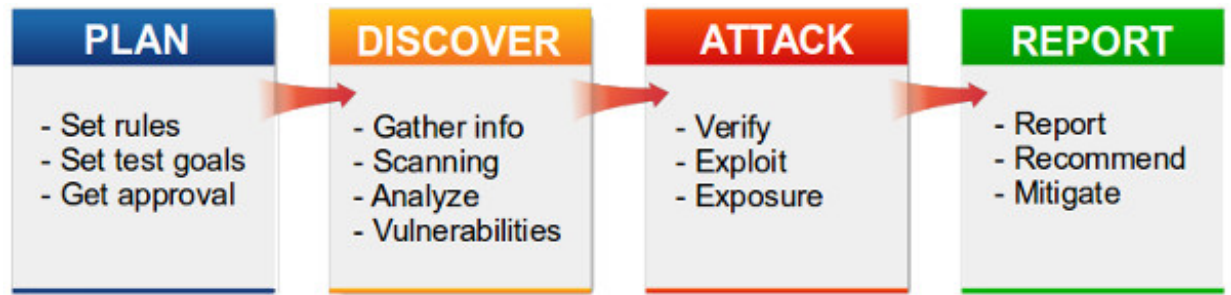 PLAN
- Set rules
- Set test goals
- Get approval
DISCOVER
- Gather info
- Scanning
- Analyze
- Vulnerabilities
ATTACK
- Verify
- Exploit
- Exposure
REPORT
- Report
- Recommend
- Mitigate